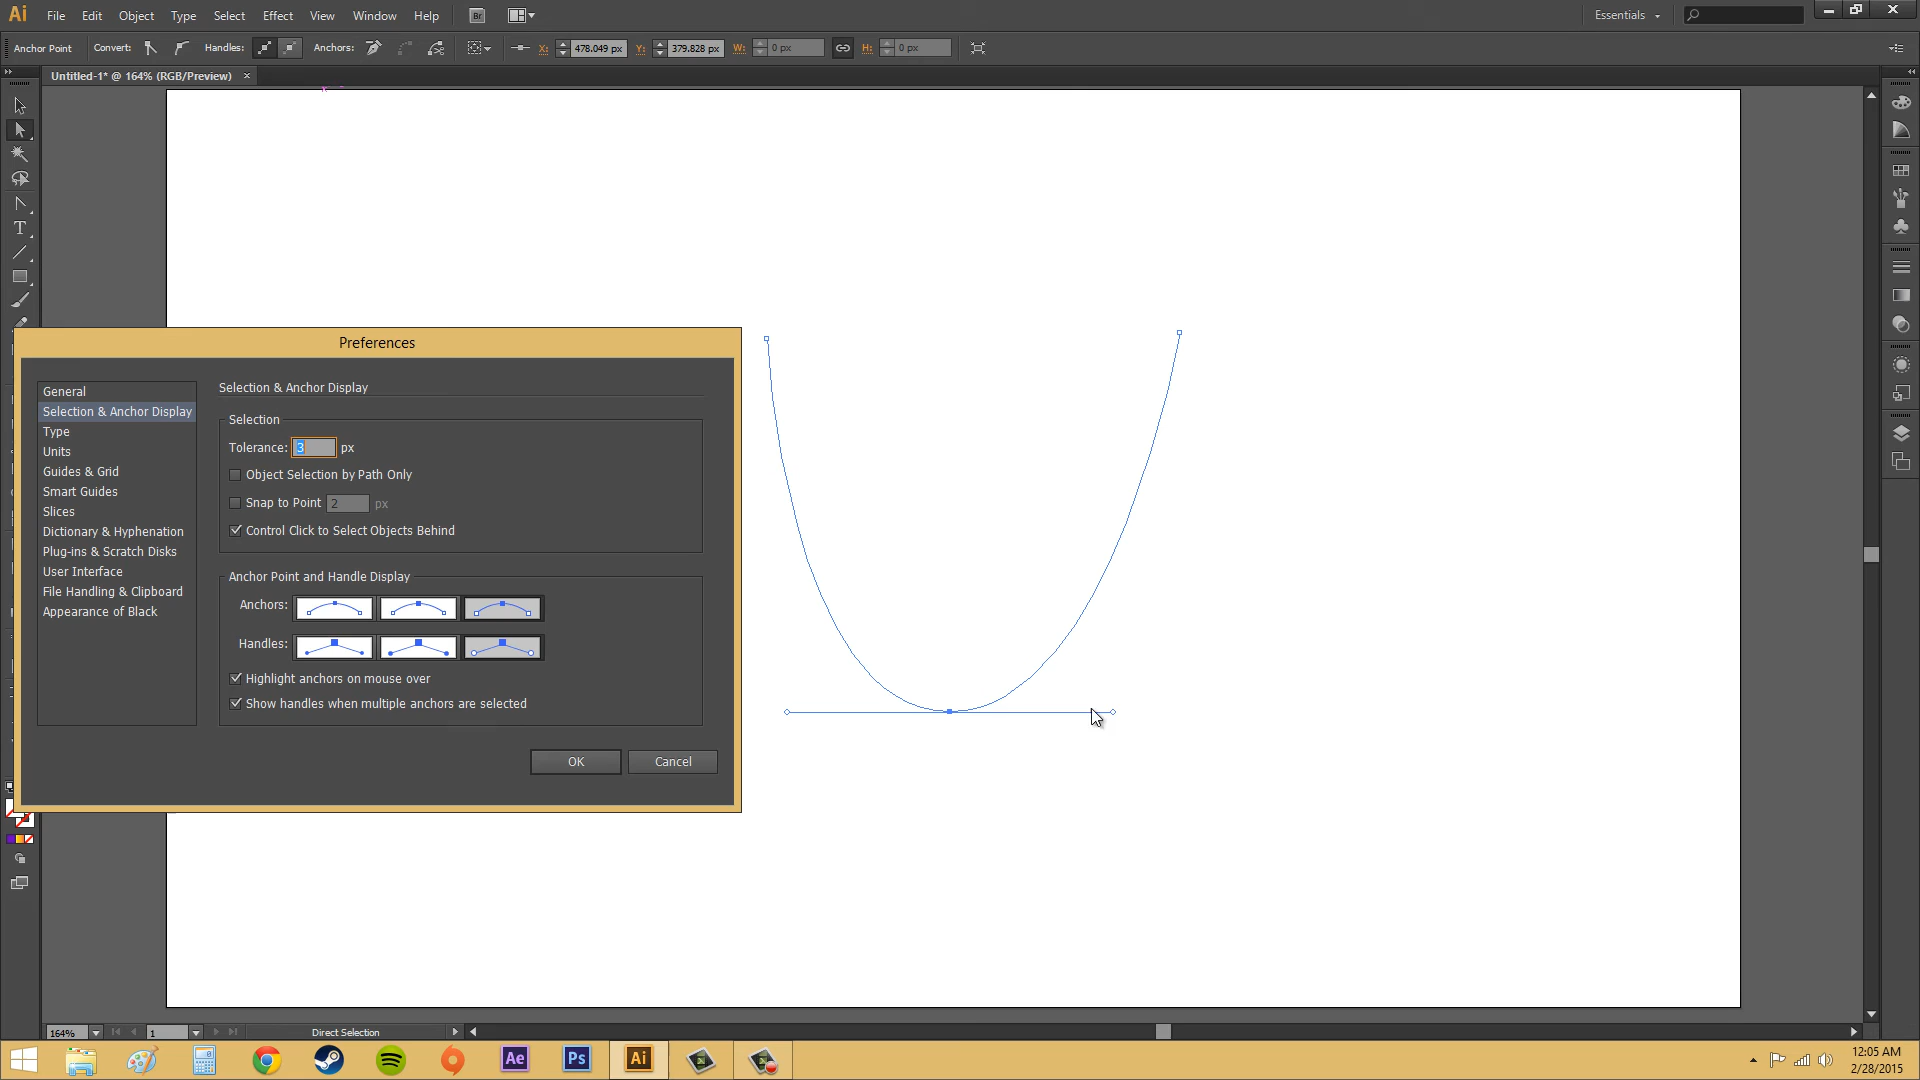 Ai File Edit Object Type Select Effect View Window Help Br Essentials
Anchor Point Convert: Handles: Anchors: X: 478.049 px Y: 379.828 px W: 0 px H: 0 px
Untitled-1* @ 164% (RGB/Preview) ×
Preferences
General
Selection & Anchor Display
Type
Units
Guides & Grid
Smart Guides
Slices
Dictionary & Hyphenation
Plug-ins & Scratch Disks
User Interface
File Handling & Clipboard
Appearance of Black
Selection & Anchor Display
Selection
Tolerance: 3 px
Object Selection by Path Only
Snap to Point 2 px
Control Click to Select Objects Behind
Anchor Point and Handle Display
Anchors:
Handles:
Highlight anchors on mouse over
Show handles when multiple anchors are selected
OK Cancel
164% 1 Direct Selection
Ae Ps Ai
12:05 AM
2/28/2015